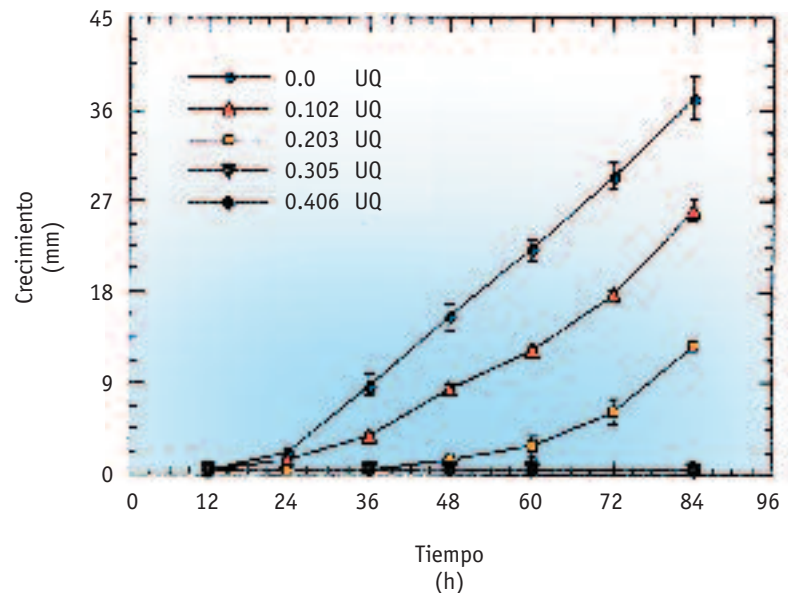 45
36
27
18
9
0
0.0 UQ
0.102 UQ
0.203 UQ
0.305 UQ
0.406 UQ
Crecimiento
(mm)
0 12 24 36 48 60 72 84 96
Tiempo
(h)